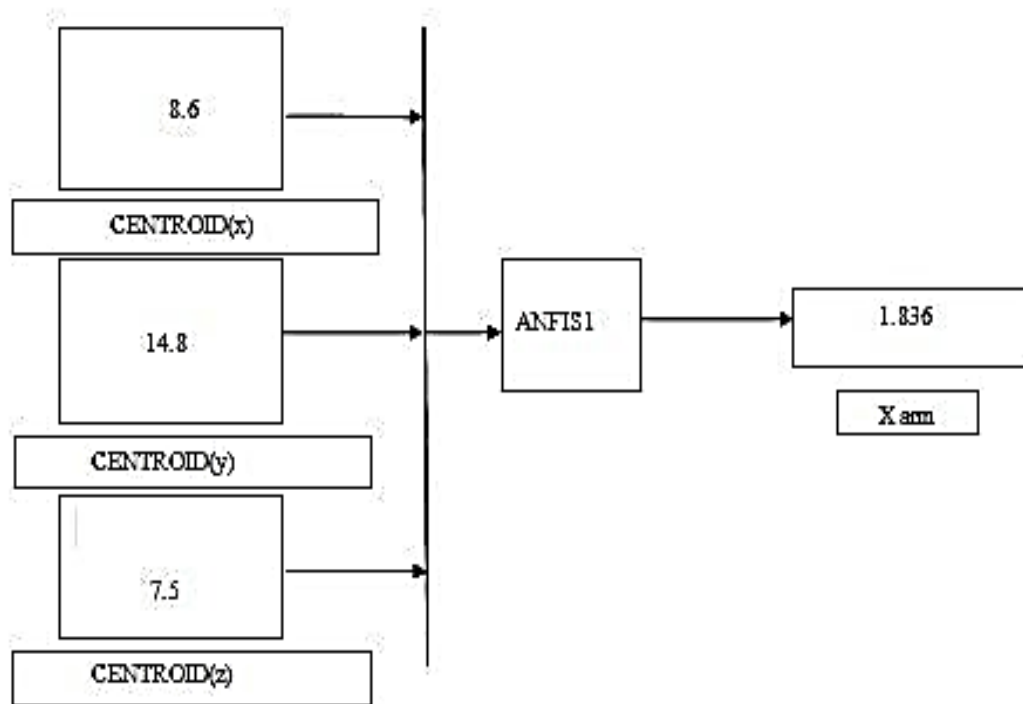 8.6
CENTROID(x)
14.8
CENTROID(y)
7.5
CENTROID(z)
ANFIS1
1.836
X arm